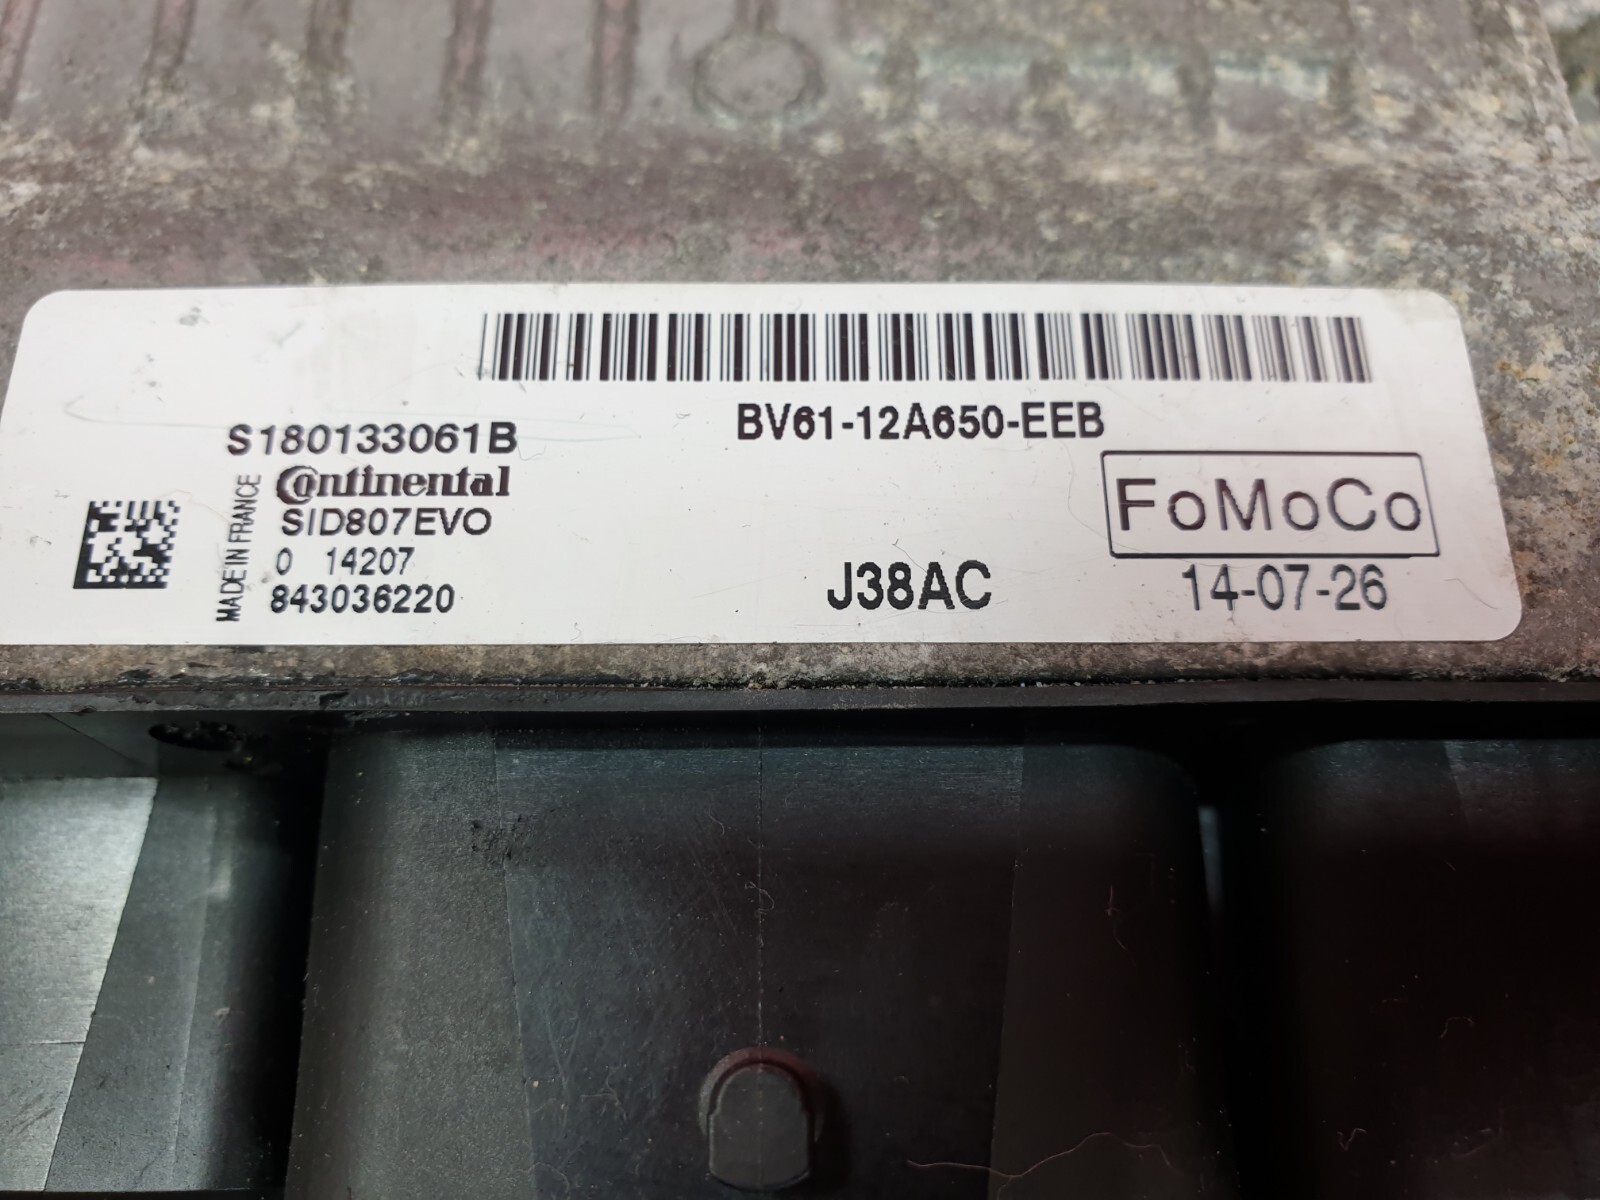 BV61-12A650-EEB
S180133061B
Continental
SID807EVO
0 14207
843036220
MADE IN FRANCE
FoMoCo
J38AC
14-07-26